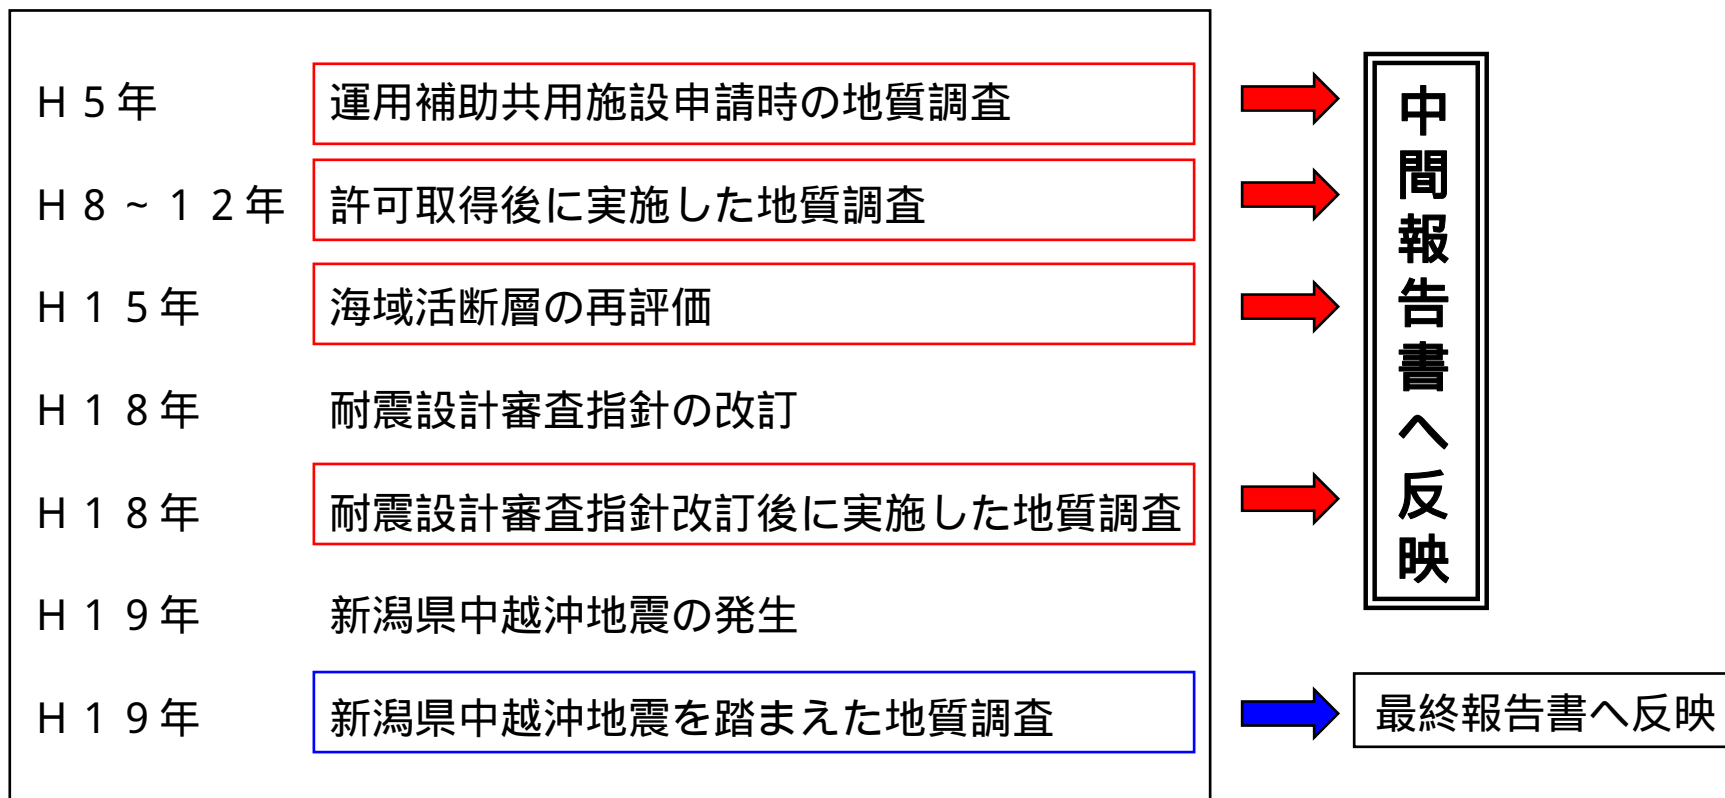 H5年 運用補助共用施設申請時の地質調査
H8~12年 許可取得後に実施した地質調査
H15年 海域活断層の再評価
H18年 耐震設計審査指針の改訂
H18年 耐震設計審査指針改訂後に実施した地質調査
H19年 新潟県中越沖地震の発生
H19年 新潟県中越沖地震を踏まえた地質調査
中間報告書へ反映
最終報告書へ反映